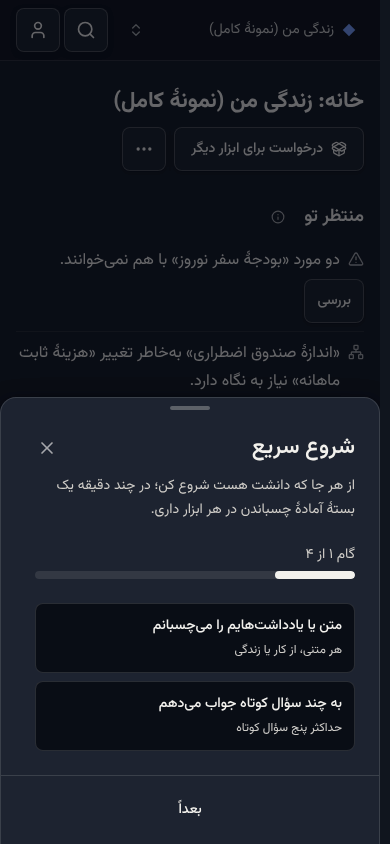 زندگی من (نمونهٔ کامل)
خانه: زندگی من (نمونهٔ کامل)
درخواست برای ابزار دیگر
منتظر تو
دو مورد «بودجهٔ سفر نوروز» با هم نمی‌خوانند.
بررسی
«اندازهٔ صندوق اضطراری» به‌خاطر تغییر «هزینهٔ ثابت
ماهانه» نیاز به نگاه دارد.
شروع سریع
از هر جا که دانشت هست شروع کن؛ در چند دقیقه یک
بستهٔ آمادهٔ چسباندن در هر ابزار داری.
گام ۱ از ۴
متن یا یادداشت‌هایم را می‌چسبانم
هر متنی، از کار یا زندگی
به چند سؤال کوتاه جواب می‌دهم
حداکثر پنج سؤال کوتاه
بعداً